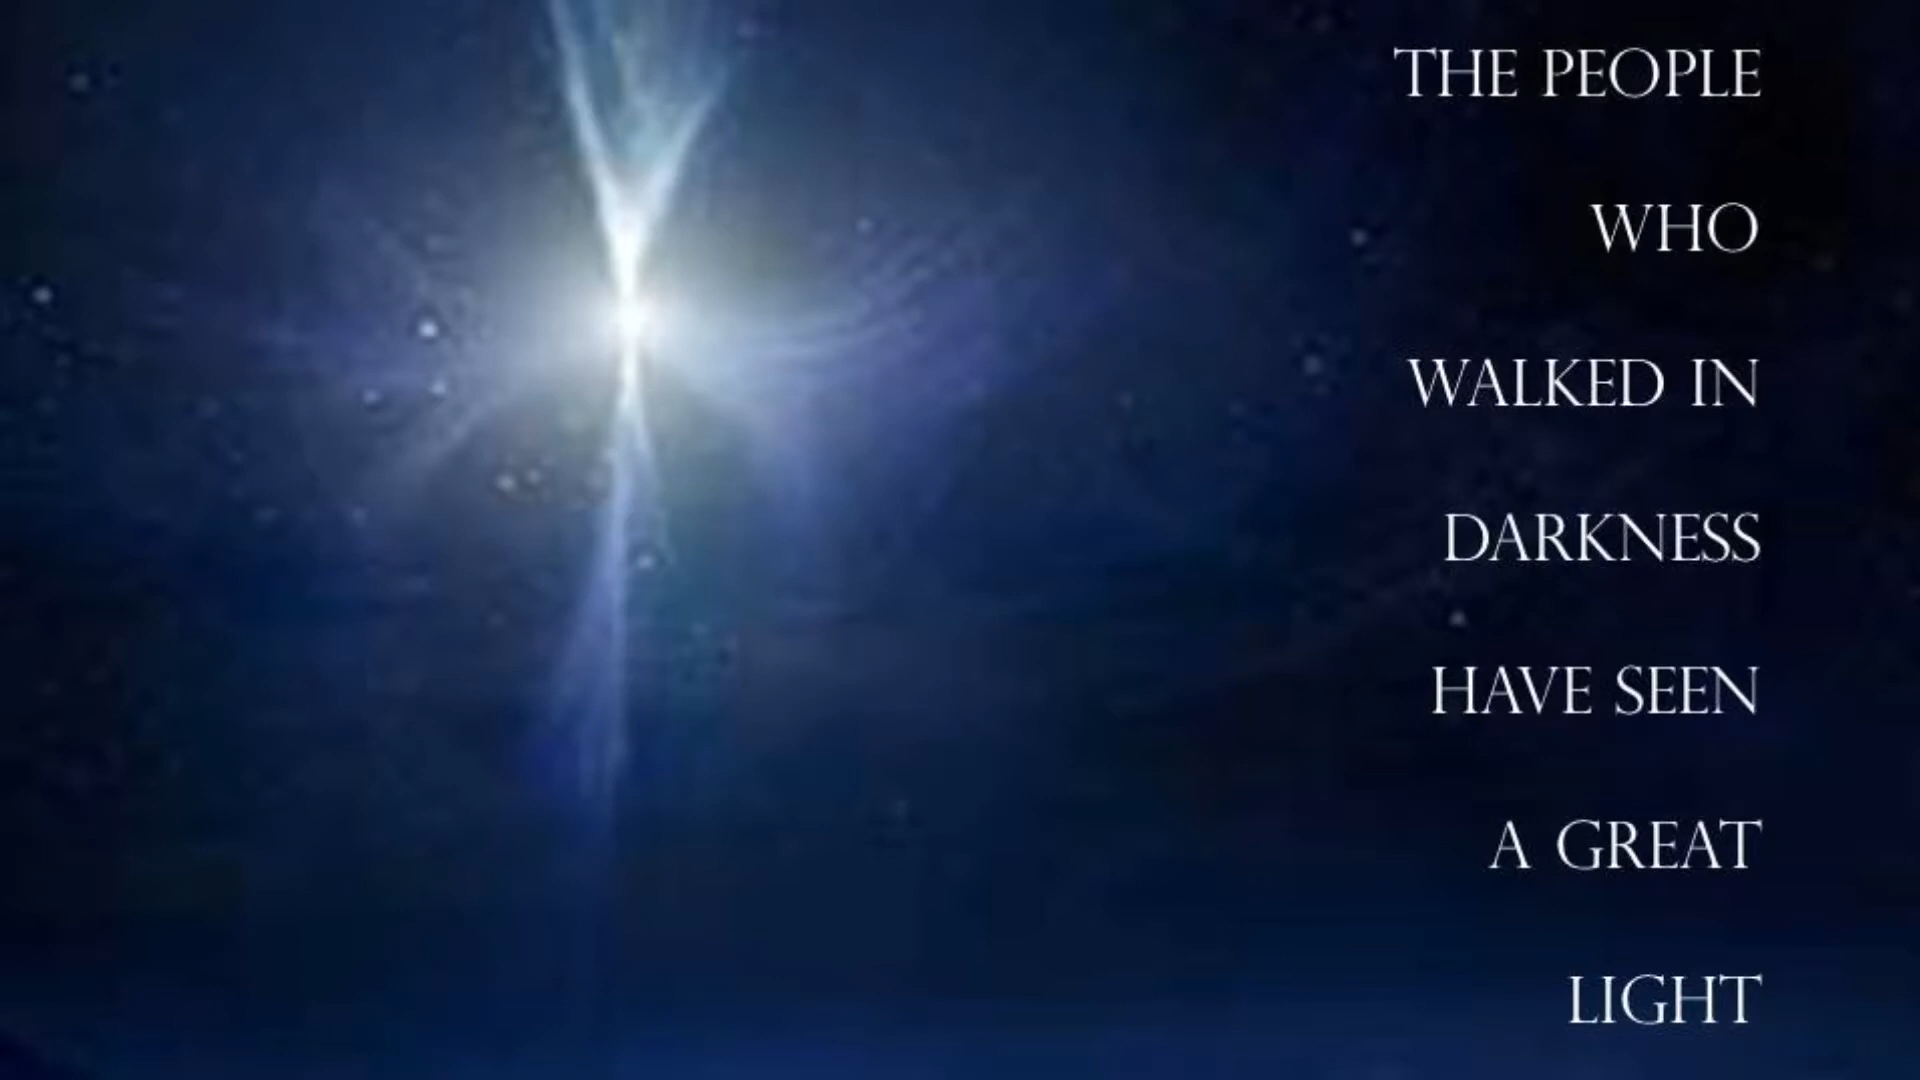 THE PEOPLE
WHO
WALKED IN
DARKNESS
HAVE SEEN
A GREAT
LIGHT